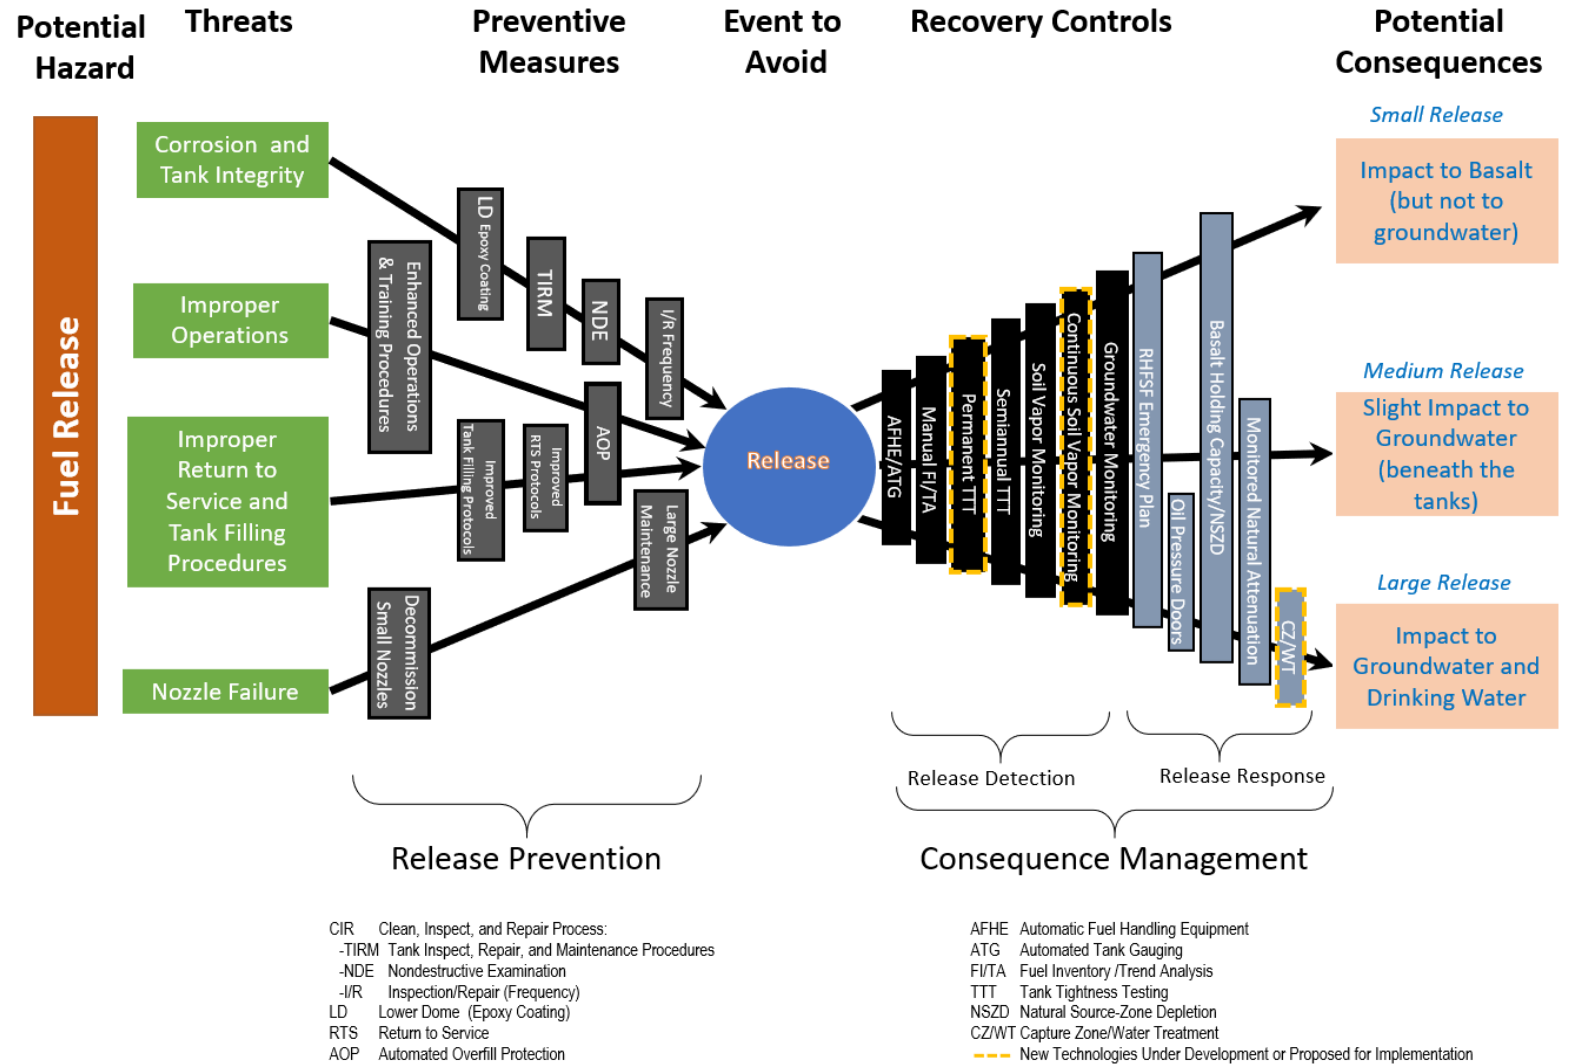 Potential
Hazard
Threats
Preventive
Measures
Event to
Avoid
Recovery Controls
Potential
Consequences
Fuel Release
Corrosion and
Tank Integrity
Improper
Operations
Improper
Return to
Service and
Tank Filling
Procedures
Nozzle Failure
Enhanced Operations
& Training Procedures
Decommission
Small Nozzles
LD Epoxy Coating
Improved
Tank Filling Protocols
TIRM
Improved
RTS Protocols
NDE
AOP
I/R Frequency
Large Nozzle
Maintenance
Release
AFHE/ATG
Manual FI/TA
Permanent TTT
Semiannual TTT
Soil Vapor Monitoring
Continuous Soil Vapor Monitoring
Groundwater Monitoring
RHFSF Emergency Plan
Oil Pressure Doors
Basalt Holding Capacity/NSZD
Monitored Natural Attenuation
CZ/WT
Small Release
Impact to Basalt
(but not to
groundwater)
Medium Release
Slight Impact to
Groundwater
(beneath the
tanks)
Large Release
Impact to
Groundwater and
Drinking Water
Release Detection
Release Response
Release Prevention
Consequence Management
CIR Clean, Inspect, and Repair Process:
-TIRM Tank Inspect, Repair, and Maintenance Procedures
-NDE Nondestructive Examination
-I/R Inspection/Repair (Frequency)
LD Lower Dome (Epoxy Coating)
RTS Return to Service
AOP Automated Overfill Protection
AFHE Automatic Fuel Handling Equipment
ATG Automated Tank Gauging
FI/TA Fuel Inventory /Trend Analysis
TTT Tank Tightness Testing
NSZD Natural Source-Zone Depletion
CZ/WT Capture Zone/Water Treatment
New Technologies Under Development or Proposed for Implementation